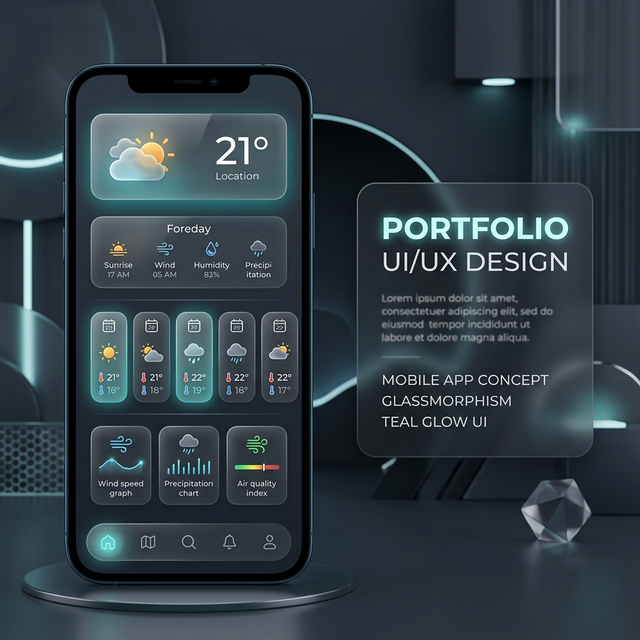 21°
Location
Foreday
Sunrise
17 AM
Wind
05 AM
Humidity
83%
Precipi
itation
21°
18°
21°
18°
22°
19°
22°
16°
22°
17°
Wind speed
graph
Precipitation
chart
Air quality
index
PORTFOLIO
UI/UX DESIGN
Lorem ipsum dolor sit amet,
consectetuer adipiscing elit, sed do
eiusmod tempor incididunt ut
labore et dolore magna aliqua.
MOBILE APP CONCEPT
GLASSMORPHISM
TEAL GLOW UI